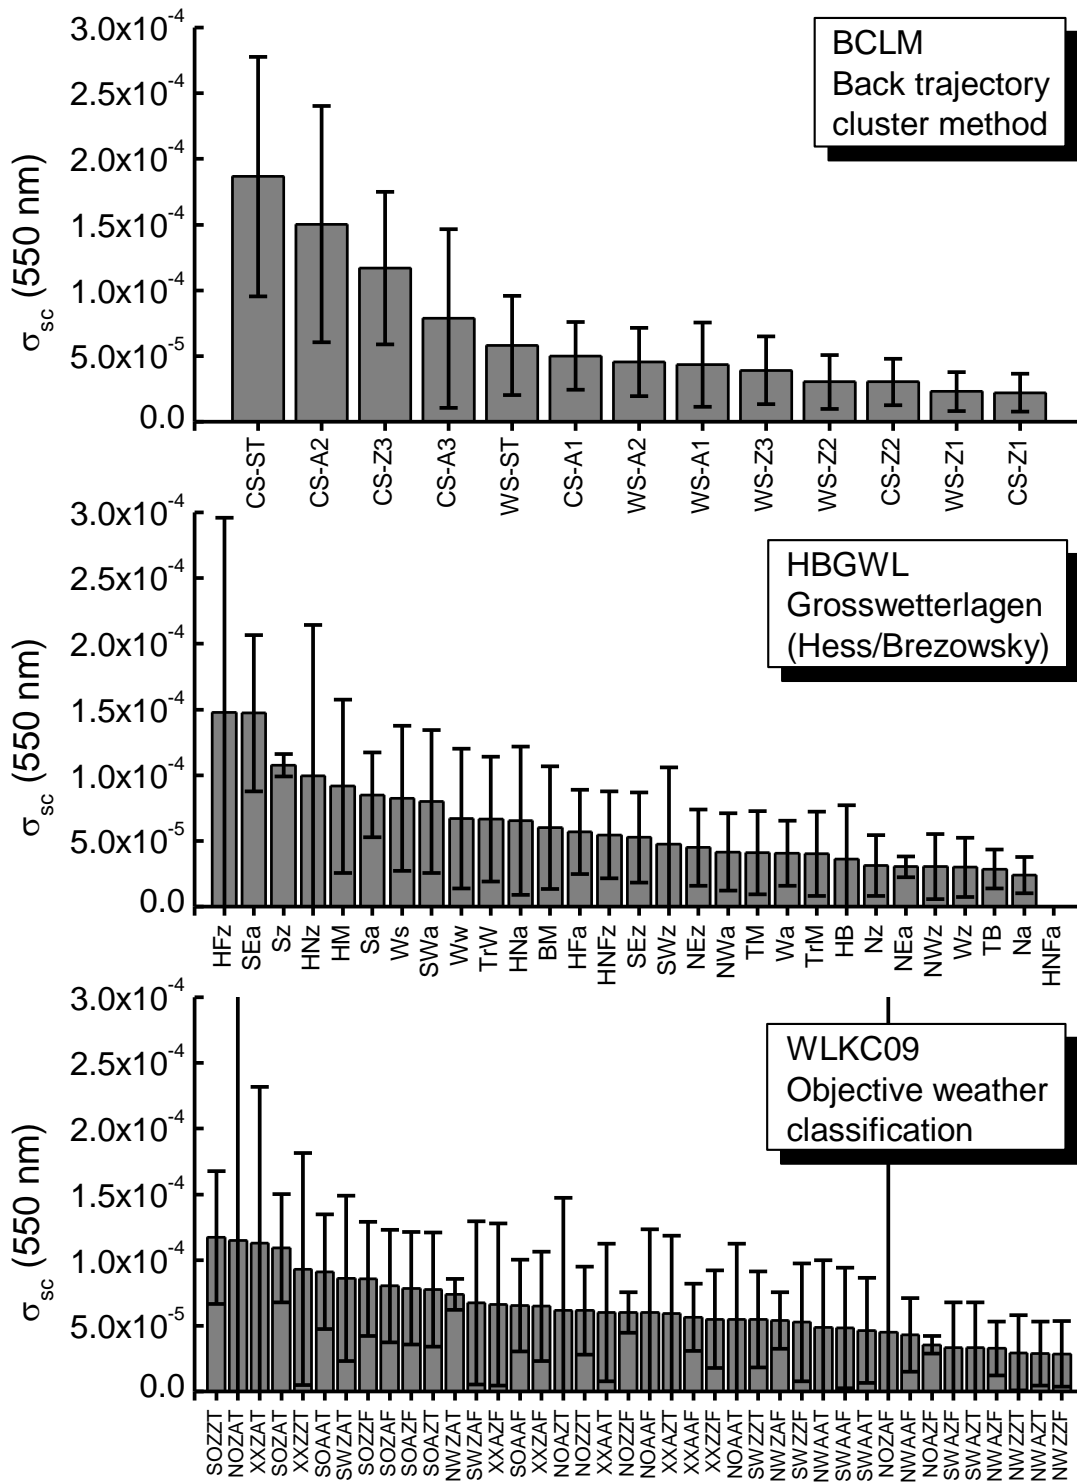 3.0x10⁻⁴
2.5x10⁻⁴
2.0x10⁻⁴
1.5x10⁻⁴
1.0x10⁻⁴
5.0x10⁻⁵
0.0
σsc (550 nm)
BCLM
Back trajectory
cluster method
CS-ST CS-A2 CS-Z3 CS-A3 WS-ST CS-A1 WS-A2 WS-A1 WS-Z3 WS-Z2 CS-Z2 WS-Z1 CS-Z1
3.0x10⁻⁴
2.5x10⁻⁴
2.0x10⁻⁴
1.5x10⁻⁴
1.0x10⁻⁴
5.0x10⁻⁵
0.0
σsc (550 nm)
HBGWL
Grosswetterlagen
(Hess/Brezowsky)
HFz SEa Sz HNz HM Sa Ws SWa Ww TrW HNa BM HFa HNFz SEz SWz NEz NWa TM Wa TrM HB Nz NEa NWz Wz TB Na HNFa
3.0x10⁻⁴
2.5x10⁻⁴
2.0x10⁻⁴
1.5x10⁻⁴
1.0x10⁻⁴
5.0x10⁻⁵
0.0
σsc (550 nm)
WLKC09
Objective weather
classification
SOZZT NOZAT XXZAT SOZAT XXZZT SOAAT SWZAT SOZZF SOZAF SOAZF SOAZT NWZAT SWZAF XXAZF SOAAF XXZAF NOAZT NOZZT XXAAT NOZZF NOAAF XXAZT XXAAF XXZZF NOAAT SWZZT NWZAF SWZZF NWAAT SWAAF SWAAT NOZAF NWAAF NOAZF SWAZF SWAZT NWAZF NWZZT NWAZT NWZZF